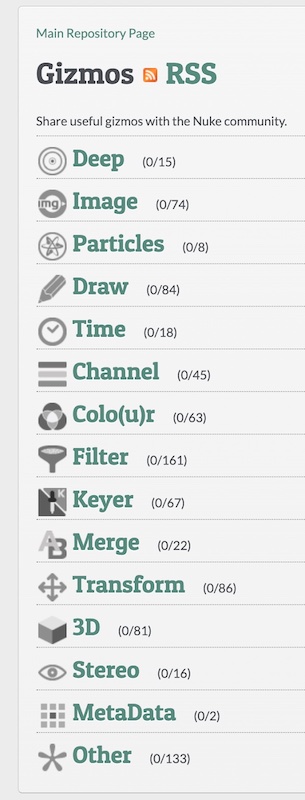 Main Repository Page
Gizmos RSS
Share useful gizmos with the Nuke community.
Deep (0/15)
img Image (0/74)
Particles (0/8)
Draw (0/84)
Time (0/18)
Channel (0/45)
Colo(u)r (0/63)
Filter (0/161)
K Keyer (0/67)
AB Merge (0/22)
Transform (0/86)
3D (0/81)
Stereo (0/16)
MetaData (0/2)
Other (0/133)